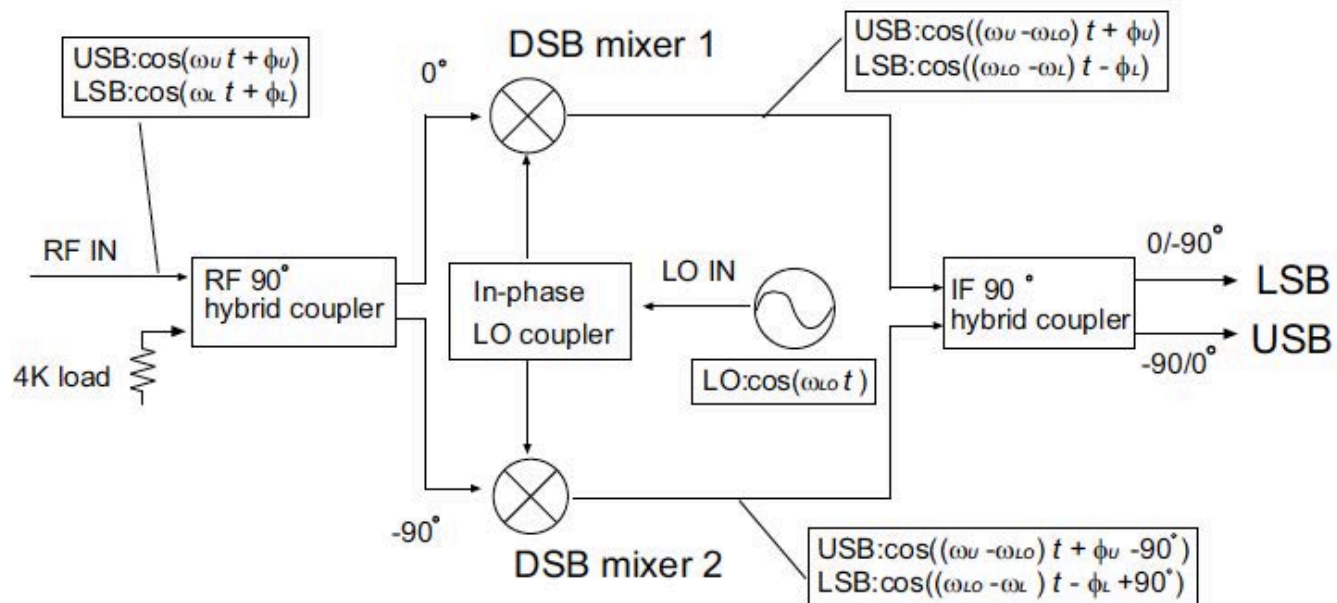 USB:cos(ωU t + ϕU)
LSB:cos(ωL t + ϕL)
DSB mixer 1
USB:cos((ωU -ωLO) t + ϕU)
LSB:cos((ωLO -ωL) t - ϕL)
0°
RF IN
RF 90°
hybrid coupler
4K load
In-phase
LO coupler
LO IN
LO:cos(ωLO t )
IF 90 °
hybrid coupler
0/-90°
LSB
USB
-90/0°
-90°
DSB mixer 2
USB:cos((ωU -ωLO) t + ϕU -90°)
LSB:cos((ωLO -ωL ) t - ϕL +90°)